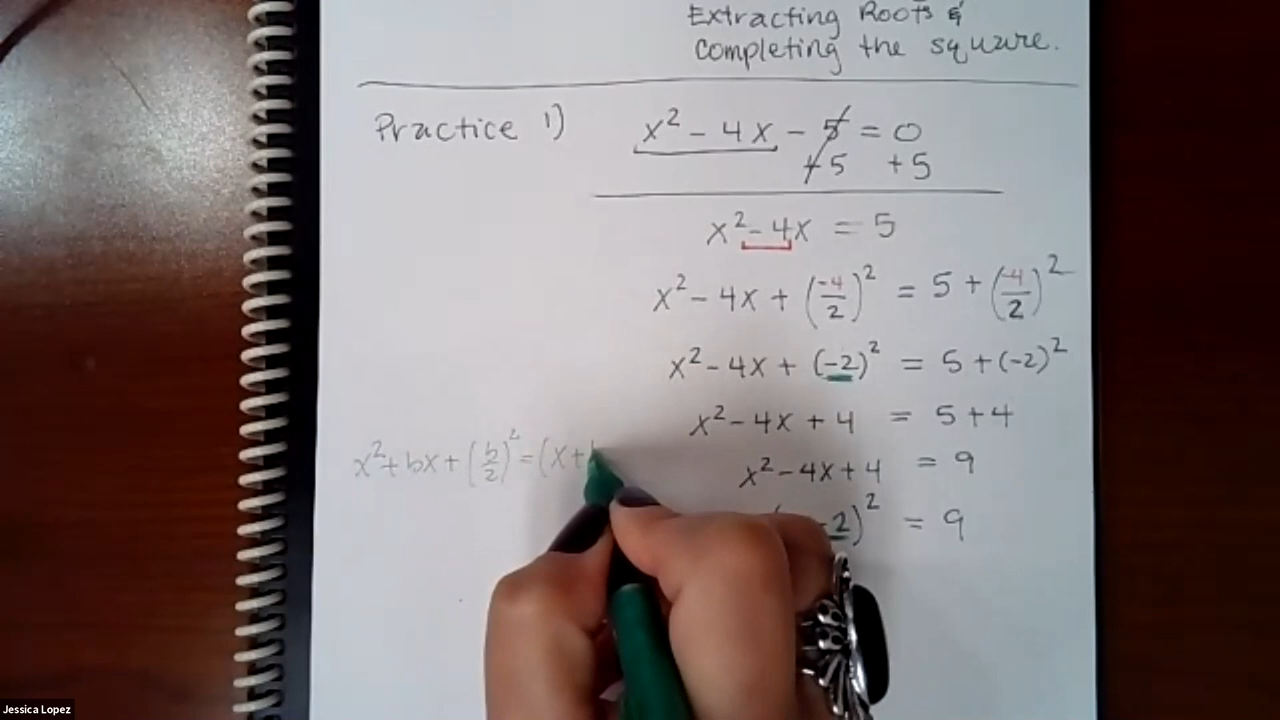 Extracting Roots &
Completing the square.
Practice 1) x² - 4x - 5 = 0
+5 +5
x² - 4x = 5
x² - 4x + (-4/2)² = 5 + (-4/2)²
x² - 4x + (-2)² = 5 + (-2)²
x² - 4x + 4 = 5 + 4
x² + bx + (b/2)² = (x +
x² - 4x + 4 = 9
-2)² = 9
Jessica Lopez